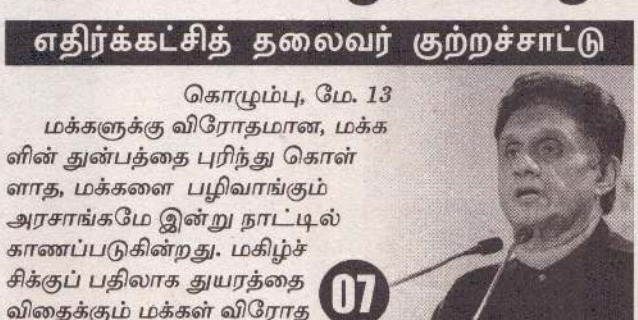 எதிர்க்கட்சித் தலைவர் குற்றச்சாட்டு
கொழும்பு, மே. 13
மக்களுக்கு விரோதமான, மக்க
ளின் துன்பத்தை புரிந்து கொள்
ளாத, மக்களை பழிவாங்கும்
அரசாங்கமே இன்று நாட்டில்
காணப்படுகின்றது. மகிழ்ச்
சிக்குப் பதிலாக துயரத்தை
விதைக்கும் மக்கள் விரோத
07